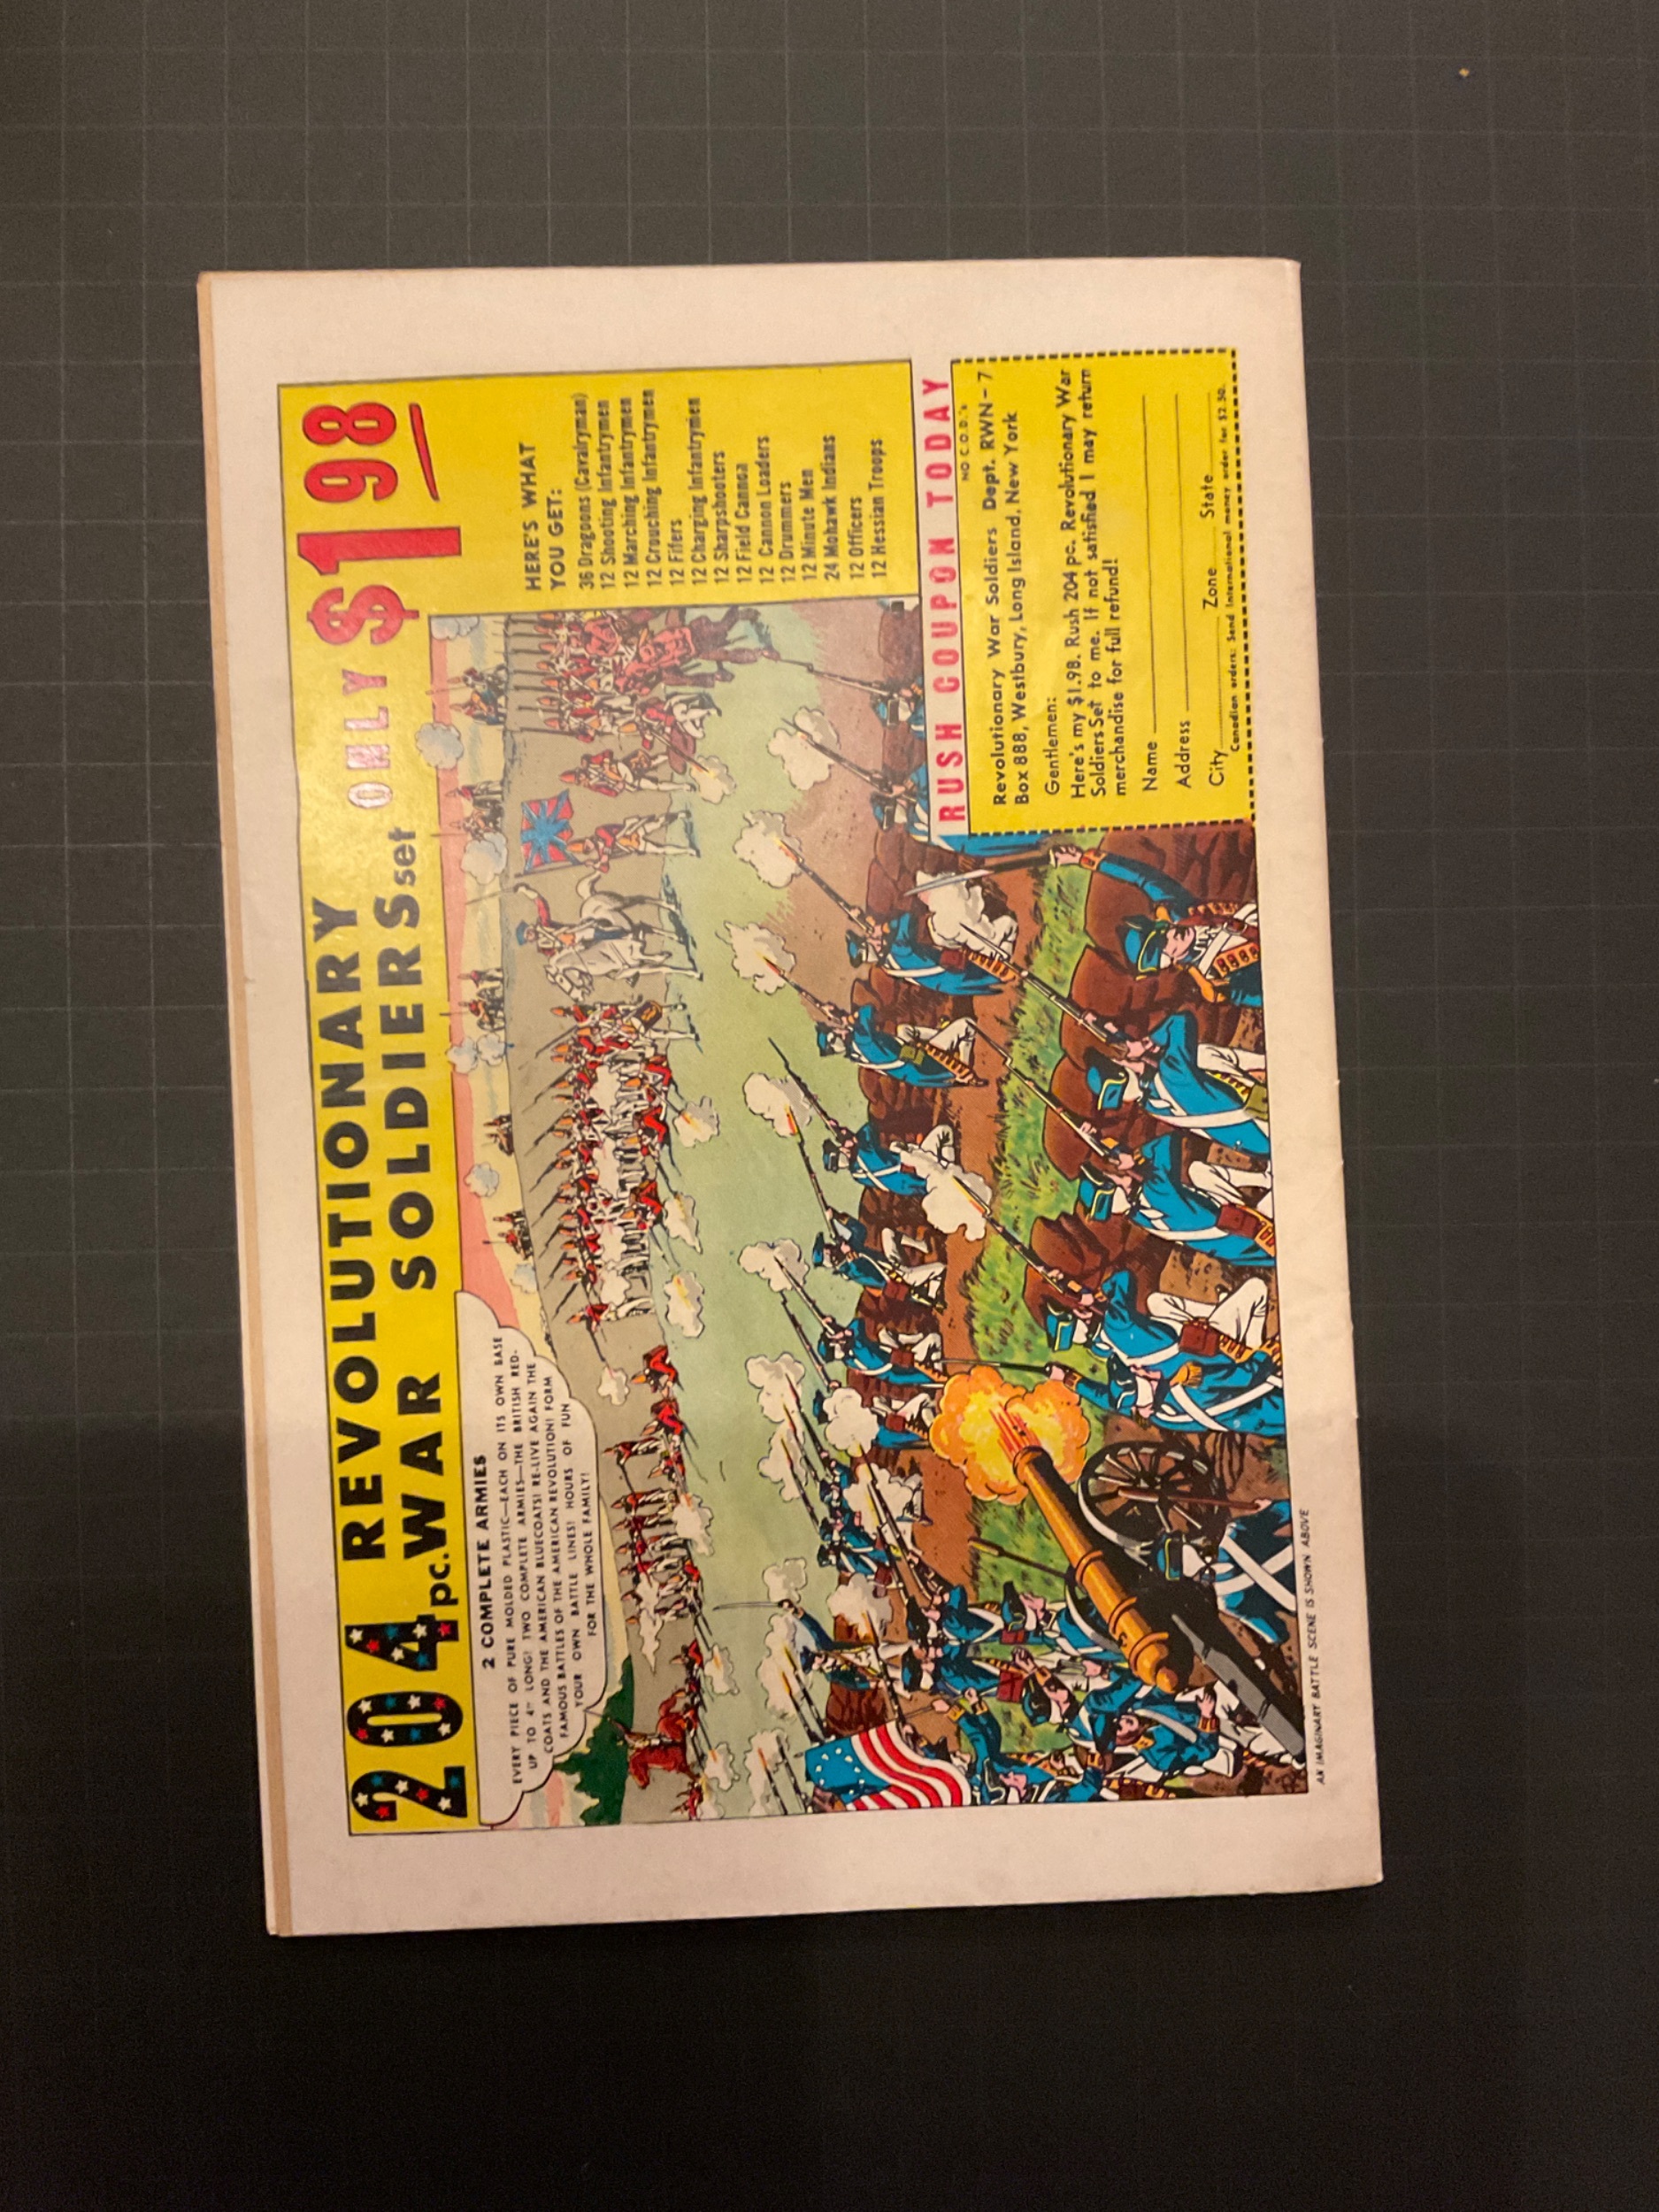 204 REVOLUTIONARY
pc. WAR SOLDIERS set ONLY $1 98
2 COMPLETE ARMIES
EVERY PIECE OF PURE MOLDED PLASTIC—EACH ON ITS OWN BASE
UP TO 4" LONG! TWO COMPLETE ARMIES—THE BRITISH RED-
COATS AND THE AMERICAN BLUECOATS! RE-LIVE AGAIN THE
FAMOUS BATTLES OF THE AMERICAN REVOLUTION! FORM
YOUR OWN BATTLE LINES! HOURS OF FUN
FOR THE WHOLE FAMILY!
HERE'S WHAT
YOU GET:
36 Dragoons (Cavalryman)
12 Shooting Infantrymen
12 Marching Infantrymen
12 Crouching Infantrymen
12 Fifers
12 Charging Infantrymen
12 Sharpshooters
12 Field Cannon
12 Cannon Loaders
12 Drummers
12 Minute Men
24 Mohawk Indians
12 Officers
12 Hessian Troops
RUSH COUPON TODAY
NO C.O.D.'s
Revolutionary War Soldiers Dept. RWN-7
Box 888, Westbury, Long Island, New York
Gentlemen:
Here's my $1.98. Rush 204 pc. Revolutionary War
Soldiers Set to me. If not satisfied I may return
merchandise for full refund!
Name
Address
City Zone State
Canadian orders: Send International money order for $2.50.
AN IMAGINARY BATTLE SCENE IS SHOWN ABOVE